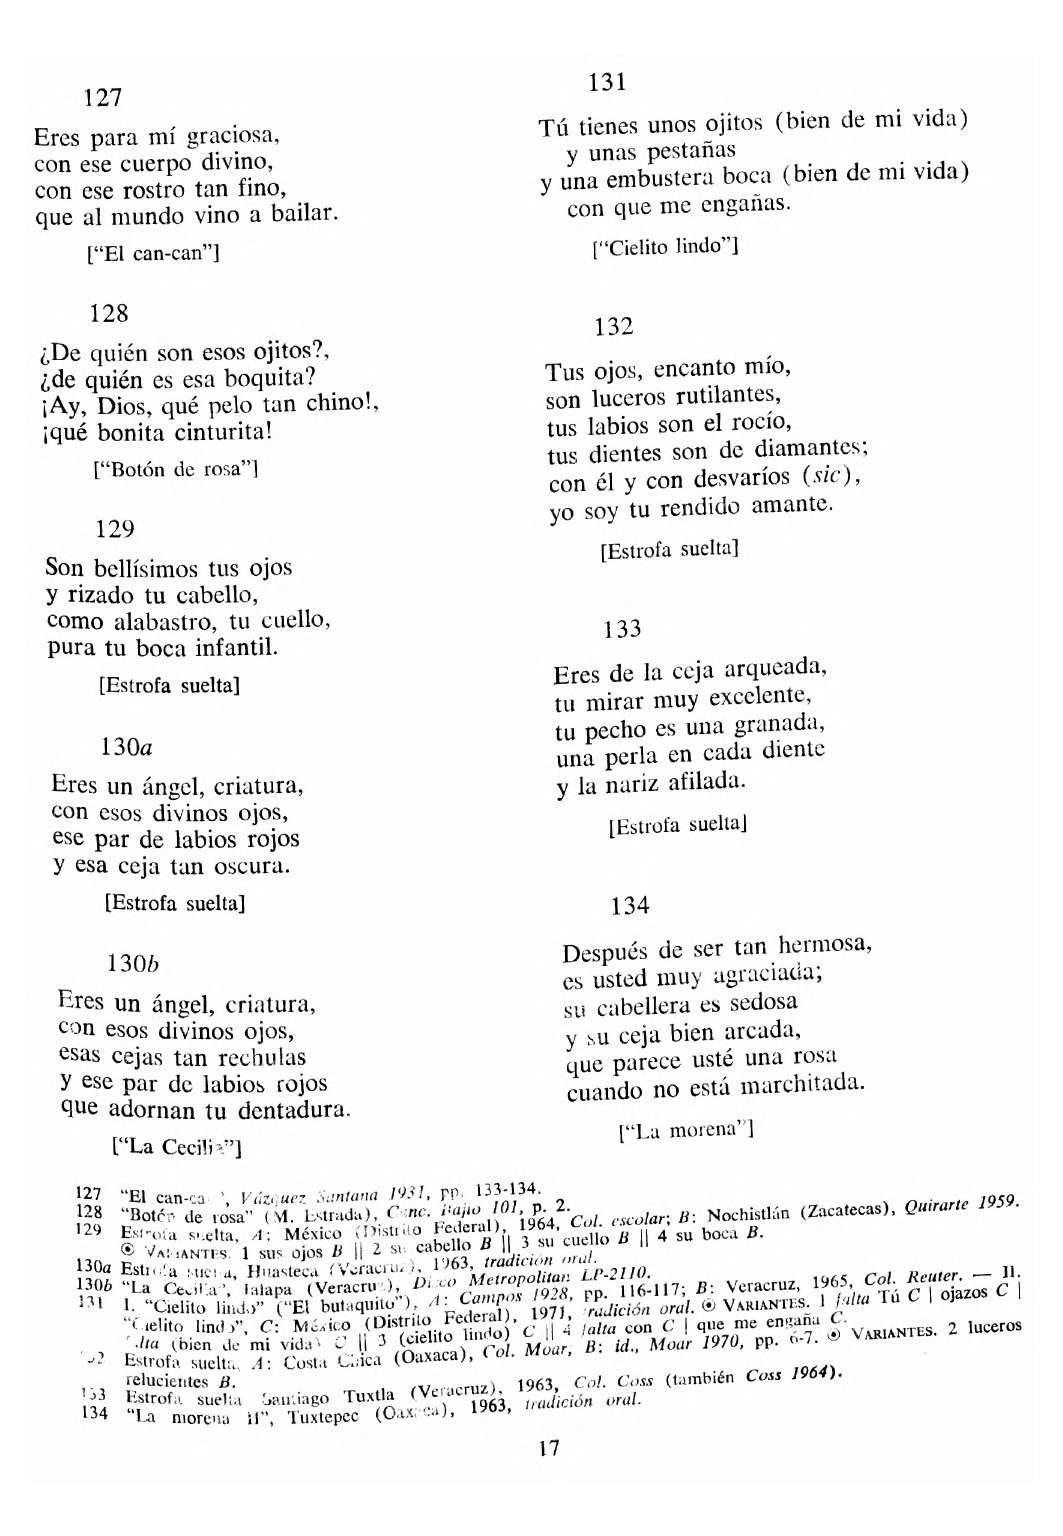 127
Eres para mí graciosa,
con ese cuerpo divino,
con ese rostro tan fino,
que al mundo vino a bailar.
[“El can-can”]
128
¿De quién son esos ojitos?,
¿de quién es esa boquita?
¡Ay, Dios, qué pelo tan chino!,
¡qué bonita cinturita!
[“Botón de rosa”]
129
Son bellísimos tus ojos
y rizado tu cabello,
como alabastro, tu cuello,
pura tu boca infantil.
[Estrofa suelta]
130a
Eres un ángel, criatura,
con esos divinos ojos,
ese par de labios rojos
y esa ceja tan oscura.
[Estrofa suelta]
130b
Eres un ángel, criatura,
con esos divinos ojos,
esas cejas tan rechulas
y ese par de labios rojos
que adornan tu dentadura.
[“La Cecilia”]
131
Tú tienes unos ojitos (bien de mi vida)
y unas pestañas
y una embustera boca (bien de mi vida)
con que me engañas.
[“Cielito lindo”]
132
Tus ojos, encanto mío,
son luceros rutilantes,
tus labios son el rocío,
tus dientes son de diamantes;
con él y con desvaríos (sic),
yo soy tu rendido amante.
[Estrofa suelta]
133
Eres de la ceja arqueada,
tu mirar muy excelente,
tu pecho es una granada,
una perla en cada diente
y la nariz afilada.
[Estrofa suelta]
134
Después de ser tan hermosa,
es usted muy agraciada;
su cabellera es sedosa
y su ceja bien arcada,
que parece usté una rosa
cuando no está marchitada.
[“La morena”]
127 “El can-ca ”, Vázquez Santana 1931, pp. 133-134.
128 “Botón de rosa” (M. Estrada), Canc. Bajío 101, p. 2.
129 Estrofa suelta, A: México (Distrito Federal), 1964, Col. escolar; B: Nochistlán (Zacatecas), Quirarte 1959.
⦿ VARIANTES. 1 sus ojos B || 2 su cabello B || 3 su cuello B || 4 su boca B.
130a Estrofa suelta, Huasteca (Veracruz), 1963, tradición oral.
130b “La Cecilia”, Jalapa (Veracruz), Disco Metropolitan LP-2110.
131 I. “Cielito lindo” (“El butaquito”), A: Campos 1928, pp. 116-117; B: Veracruz, 1965, Col. Reuter. — II.
“Cielito lindo”, C: México (Distrito Federal), 1971, tradición oral. ⦿ VARIANTES. 1 falta Tú C | ojazos C |
falta (bien de mi vida) C || 3 (cielito lindo) C || 4 falta con C | que me engaña C.
132 Estrofa suelta, A: Costa Chica (Oaxaca), Col. Moar, B: id., Moar 1970, pp. 6-7. ⦿ VARIANTES. 2 luceros
relucientes B.
133 Estrofa suelta Santiago Tuxtla (Veracruz), 1963, Col. Coss (también Coss 1964).
134 “La morena II”, Tuxtepec (Oaxaca), 1963, tradición oral.
17